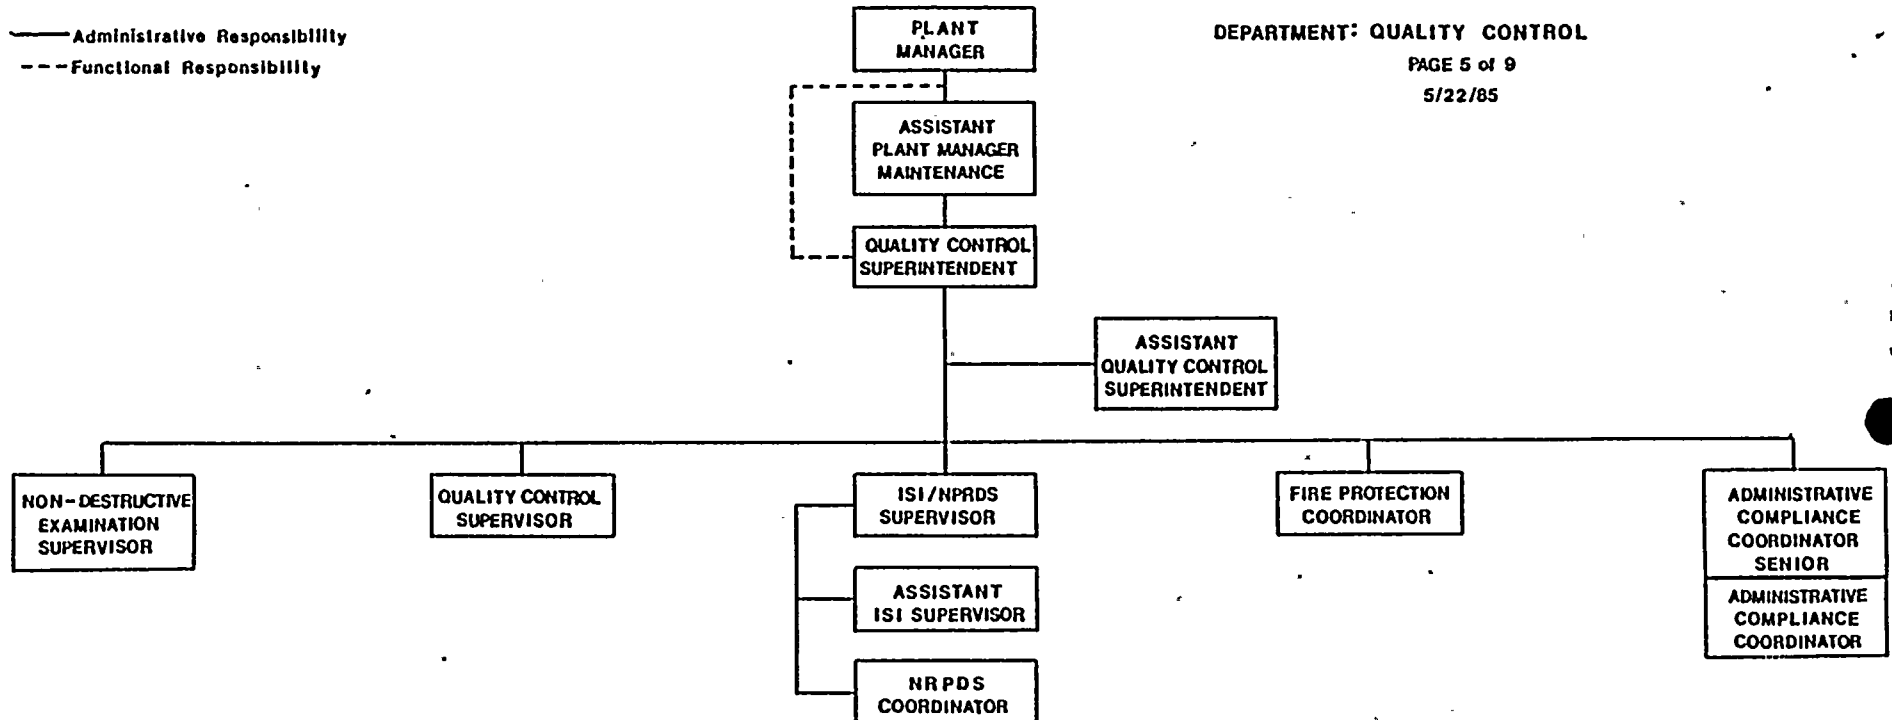 Administrative Responsibility
Functional Responsibility
DEPARTMENT: QUALITY CONTROL
PAGE 5 of 9
5/22/85
PLANT
MANAGER
ASSISTANT
PLANT MANAGER
MAINTENANCE
QUALITY CONTROL
SUPERINTENDENT
ASSISTANT
QUALITY CONTROL
SUPERINTENDENT
NON-DESTRUCTIVE
EXAMINATION
SUPERVISOR
QUALITY CONTROL
SUPERVISOR
ISI/NPRDS
SUPERVISOR
ASSISTANT
ISI SUPERVISOR
NRPDS
COORDINATOR
FIRE PROTECTION
COORDINATOR
ADMINISTRATIVE
COMPLIANCE
COORDINATOR
SENIOR
ADMINISTRATIVE
COMPLIANCE
COORDINATOR